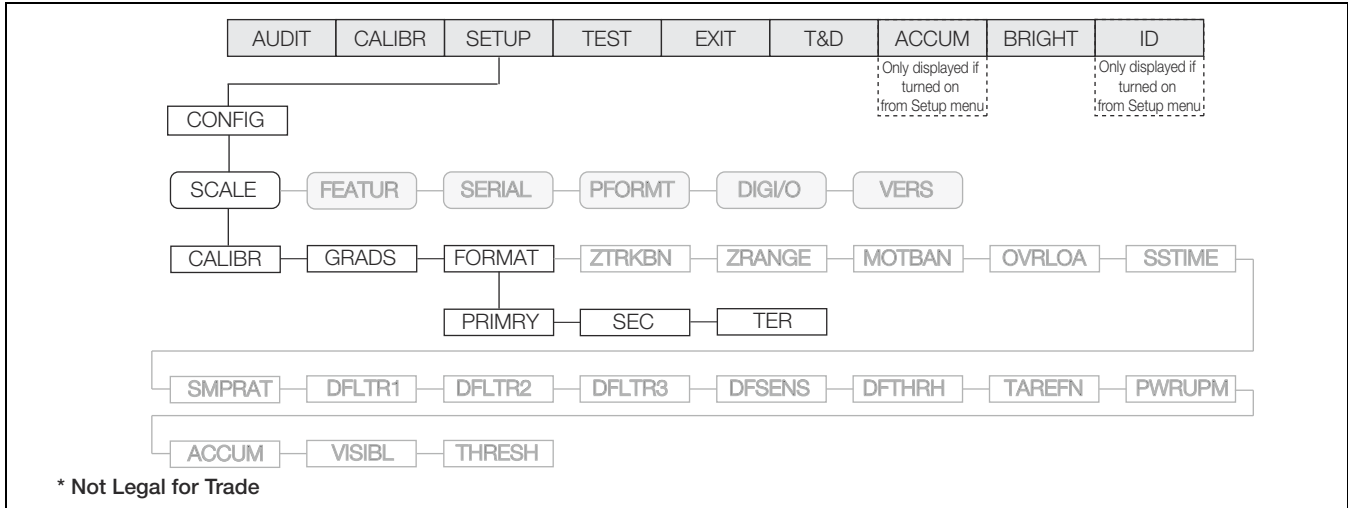 AUDIT CALIBR SETUP TEST EXIT T&D ACCUM BRIGHT ID
Only displayed if turned on from Setup menu
Only displayed if turned on from Setup menu
CONFIG
SCALE FEATUR SERIAL PFORMT DIGI/O VERS
CALIBR GRADS FORMAT ZTRKBN ZRANGE MOTBAN OVRLOA SSTIME
PRIMRY SEC TER
SMPRAT DFLTR1 DFLTR2 DFLTR3 DFSENS DFTHRH TAREFN PWRUPM
ACCUM VISIBL THRESH
* Not Legal for Trade